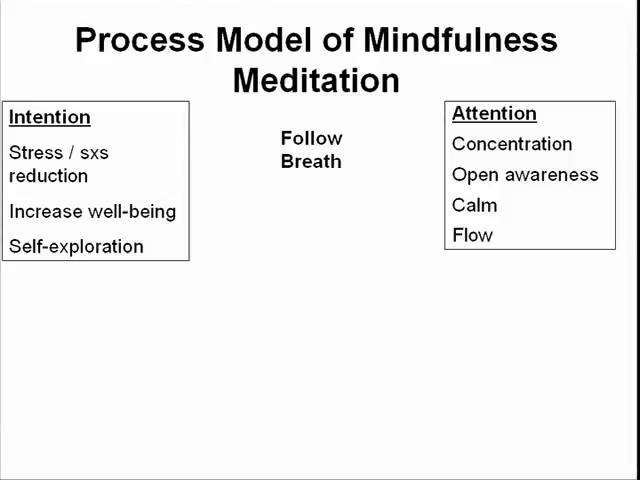 Process Model of Mindfulness
Meditation
Intention
Stress / sxs
reduction
Increase well-being
Self-exploration
Follow
Breath
Attention
Concentration
Open awareness
Calm
Flow